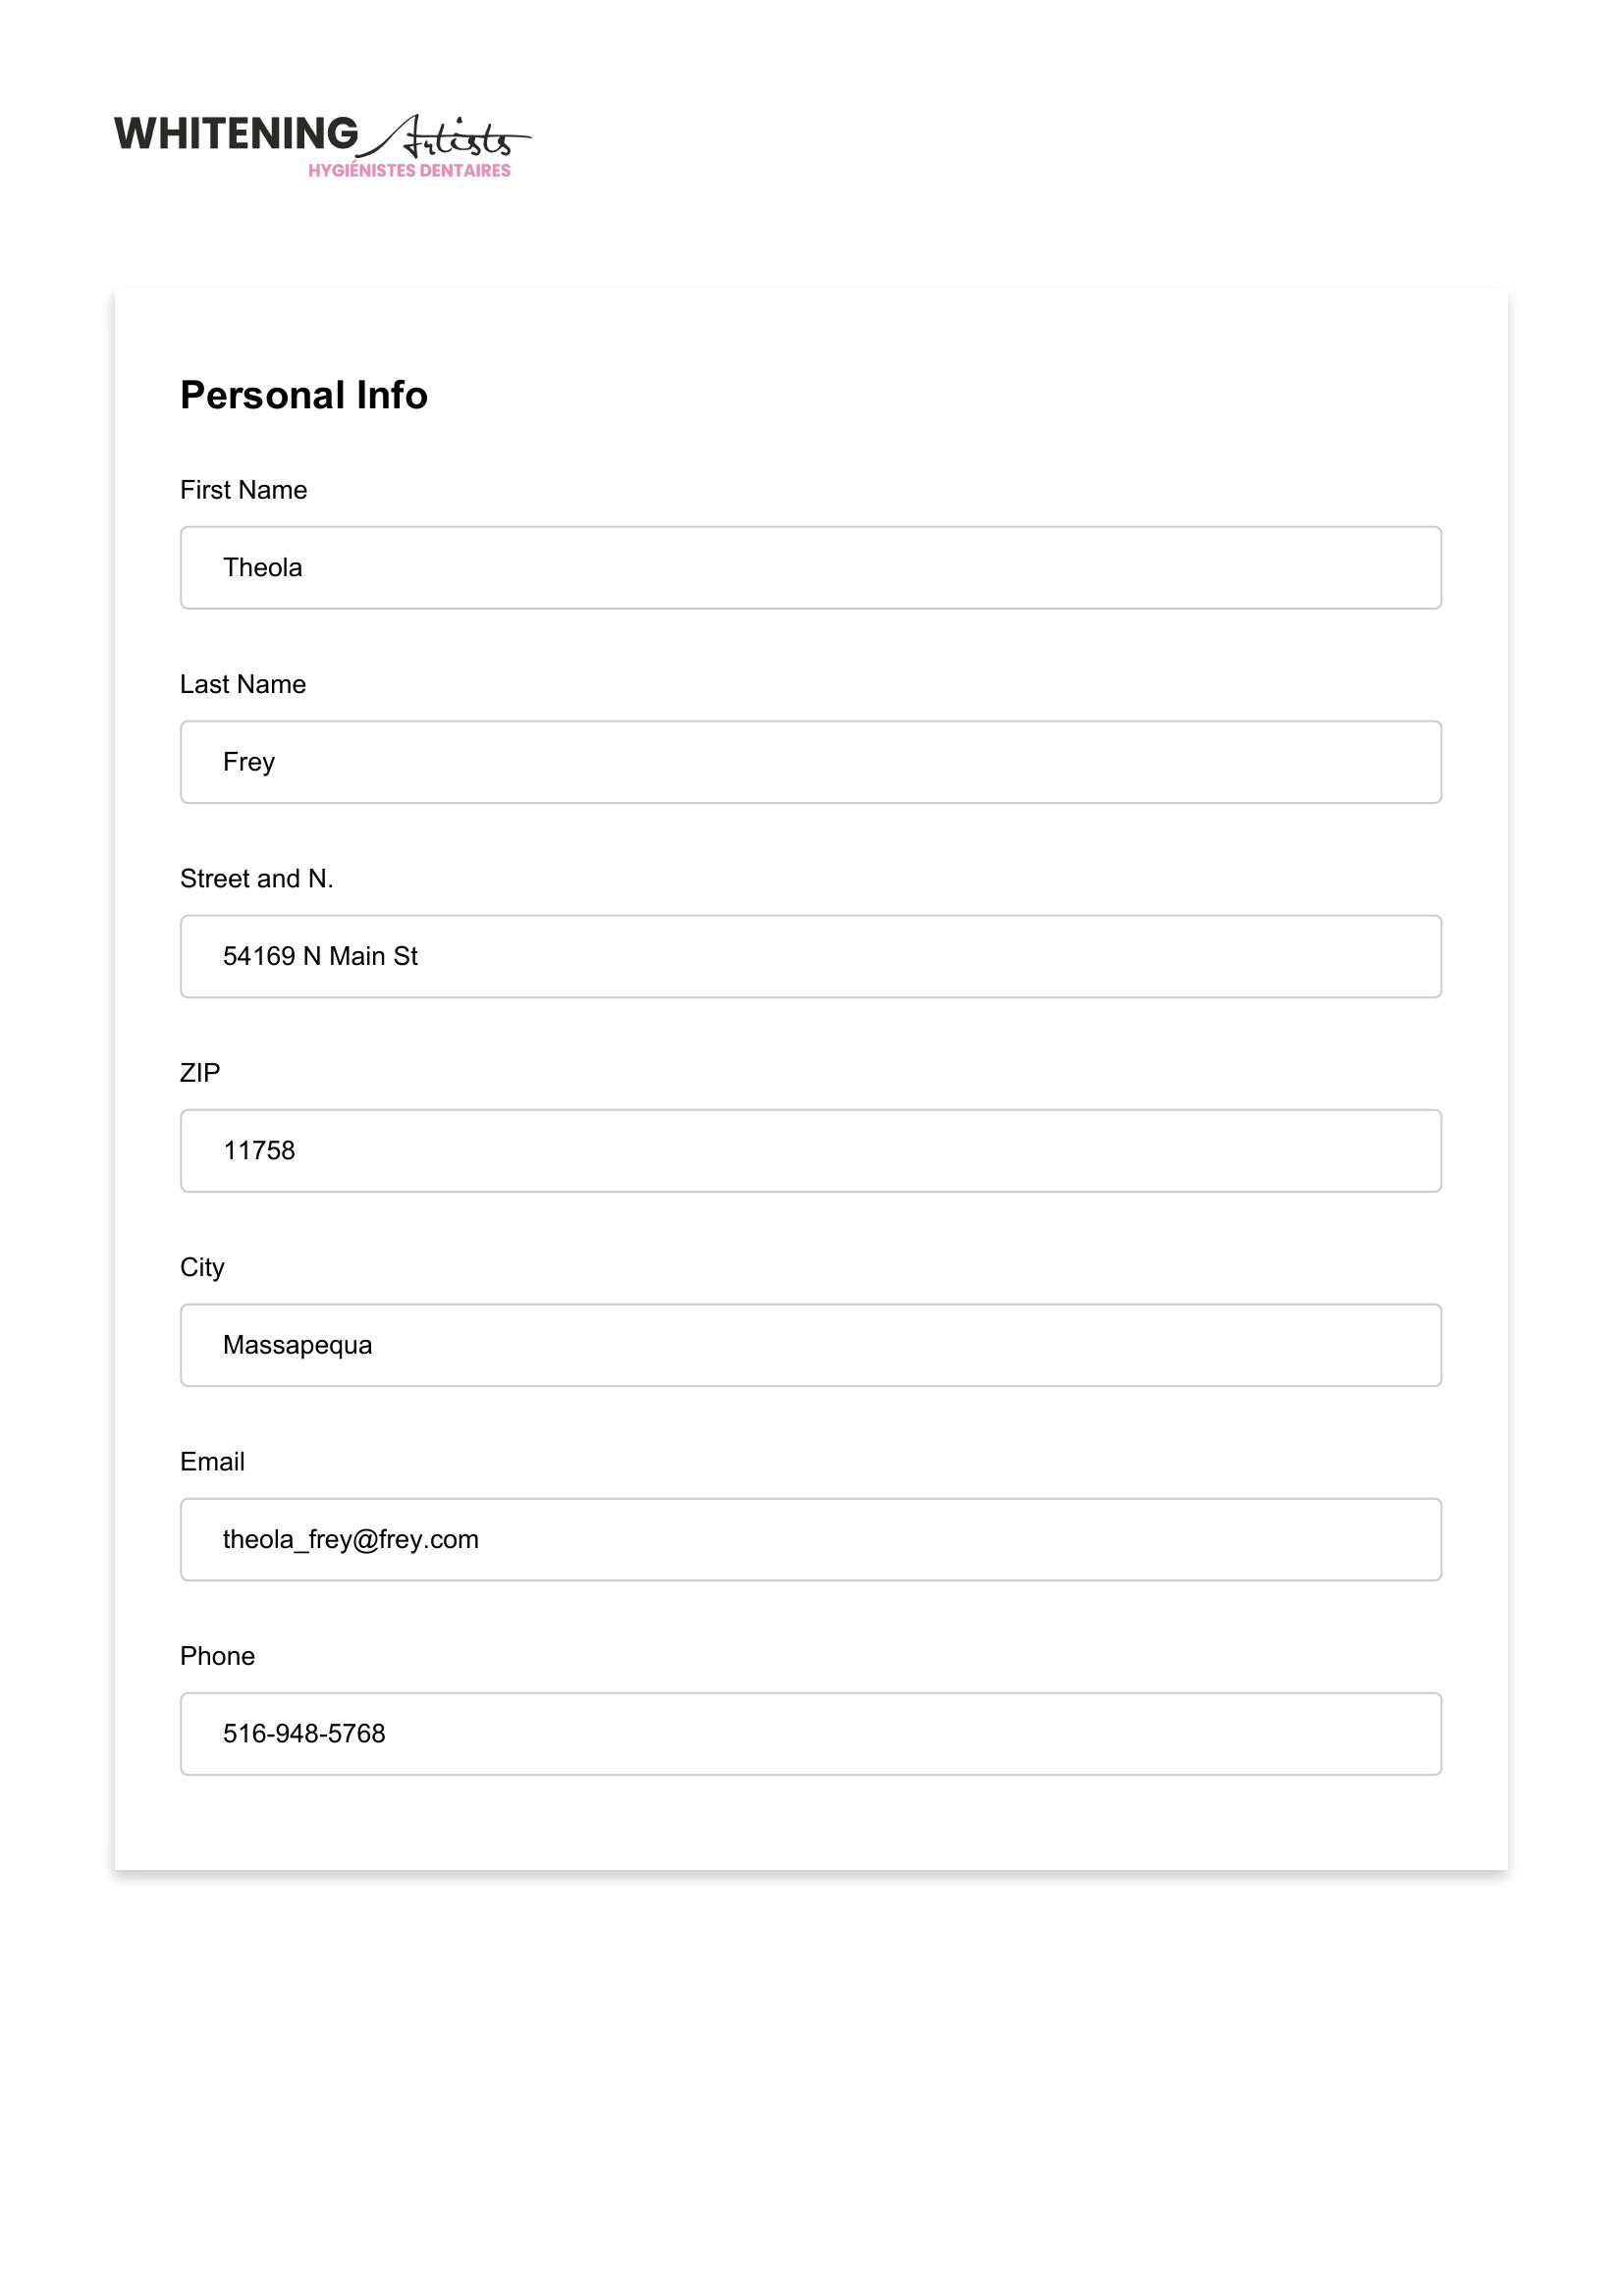 WHITENING Artists
HYGIÉNISTES DENTAIRES
Personal Info
First Name
Theola
Last Name
Frey
Street and N.
54169 N Main St
ZIP
11758
City
Massapequa
Email
theola_frey@frey.com
Phone
516-948-5768